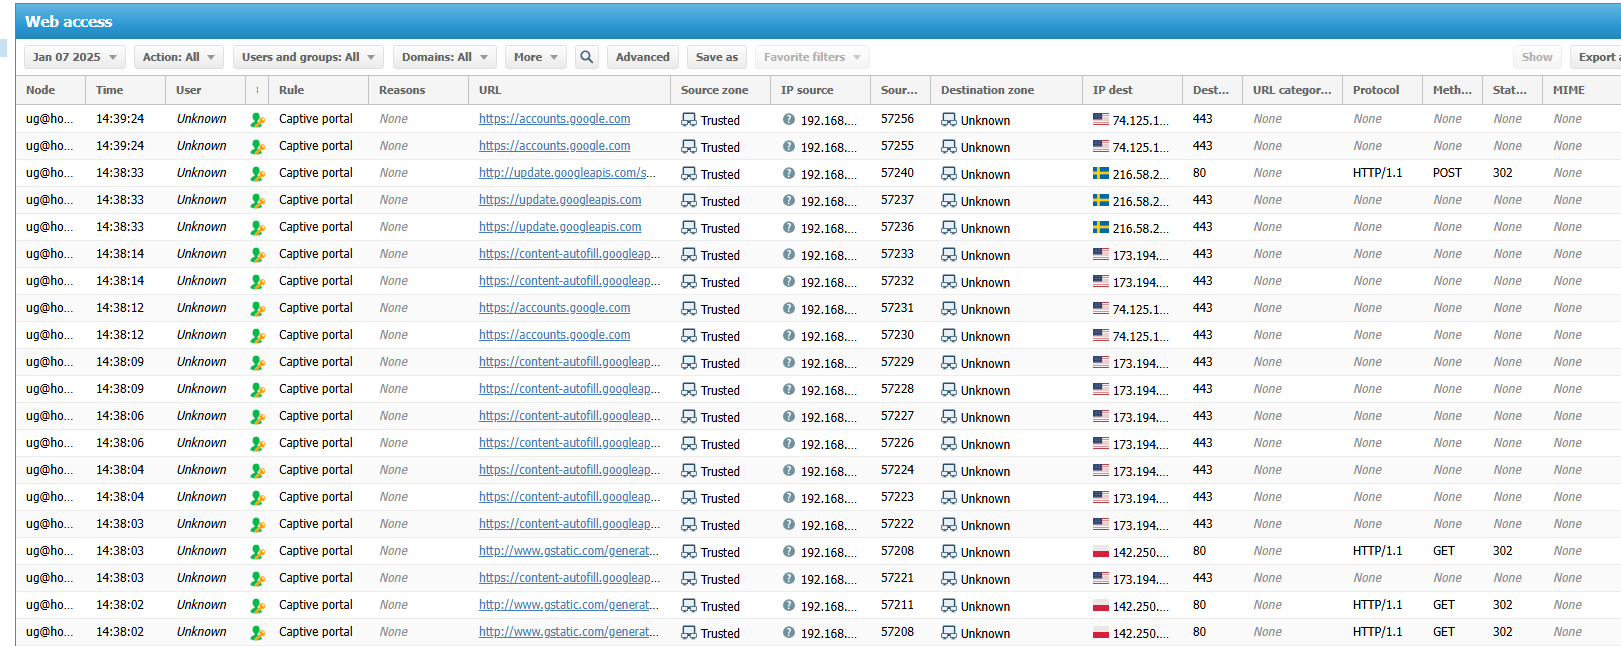 Web access
Jan 07 2025 Action: All Users and groups: All Domains: All More Advanced Save as Favorite filters Show Export a
Node Time User Rule Reasons URL Source zone IP source Sour... Destination zone IP dest Dest... URL categor... Protocol Meth... Stat... MIME
ug@ho... 14:39:24 Unknown Captive portal None https://accounts.google.com Trusted 192.168.... 57256 Unknown 74.125.1... 443 None None None None None
ug@ho... 14:39:24 Unknown Captive portal None https://accounts.google.com Trusted 192.168.... 57255 Unknown 74.125.1... 443 None None None None None
ug@ho... 14:38:33 Unknown Captive portal None http://update.googleapis.com/s... Trusted 192.168.... 57240 Unknown 216.58.2... 80 None HTTP/1.1 POST 302 None
ug@ho... 14:38:33 Unknown Captive portal None https://update.googleapis.com Trusted 192.168.... 57237 Unknown 216.58.2... 443 None None None None None
ug@ho... 14:38:33 Unknown Captive portal None https://update.googleapis.com Trusted 192.168.... 57236 Unknown 216.58.2... 443 None None None None None
ug@ho... 14:38:14 Unknown Captive portal None https://content-autofill.googleap... Trusted 192.168.... 57233 Unknown 173.194.... 443 None None None None None
ug@ho... 14:38:14 Unknown Captive portal None https://content-autofill.googleap... Trusted 192.168.... 57232 Unknown 173.194.... 443 None None None None None
ug@ho... 14:38:12 Unknown Captive portal None https://accounts.google.com Trusted 192.168.... 57231 Unknown 74.125.1... 443 None None None None None
ug@ho... 14:38:12 Unknown Captive portal None https://accounts.google.com Trusted 192.168.... 57230 Unknown 74.125.1... 443 None None None None None
ug@ho... 14:38:09 Unknown Captive portal None https://content-autofill.googleap... Trusted 192.168.... 57229 Unknown 173.194.... 443 None None None None None
ug@ho... 14:38:09 Unknown Captive portal None https://content-autofill.googleap... Trusted 192.168.... 57228 Unknown 173.194.... 443 None None None None None
ug@ho... 14:38:06 Unknown Captive portal None https://content-autofill.googleap... Trusted 192.168.... 57227 Unknown 173.194.... 443 None None None None None
ug@ho... 14:38:06 Unknown Captive portal None https://content-autofill.googleap... Trusted 192.168.... 57226 Unknown 173.194.... 443 None None None None None
ug@ho... 14:38:04 Unknown Captive portal None https://content-autofill.googleap... Trusted 192.168.... 57224 Unknown 173.194.... 443 None None None None None
ug@ho... 14:38:04 Unknown Captive portal None https://content-autofill.googleap... Trusted 192.168.... 57223 Unknown 173.194.... 443 None None None None None
ug@ho... 14:38:03 Unknown Captive portal None https://content-autofill.googleap... Trusted 192.168.... 57222 Unknown 173.194.... 443 None None None None None
ug@ho... 14:38:03 Unknown Captive portal None http://www.gstatic.com/generat... Trusted 192.168.... 57208 Unknown 142.250.... 80 None HTTP/1.1 GET 302 None
ug@ho... 14:38:03 Unknown Captive portal None https://content-autofill.googleap... Trusted 192.168.... 57221 Unknown 173.194.... 443 None None None None None
ug@ho... 14:38:02 Unknown Captive portal None http://www.gstatic.com/generat... Trusted 192.168.... 57211 Unknown 142.250.... 80 None HTTP/1.1 GET 302 None
ug@ho... 14:38:02 Unknown Captive portal None http://www.gstatic.com/generat... Trusted 192.168.... 57208 Unknown 142.250.... 80 None HTTP/1.1 GET 302 None